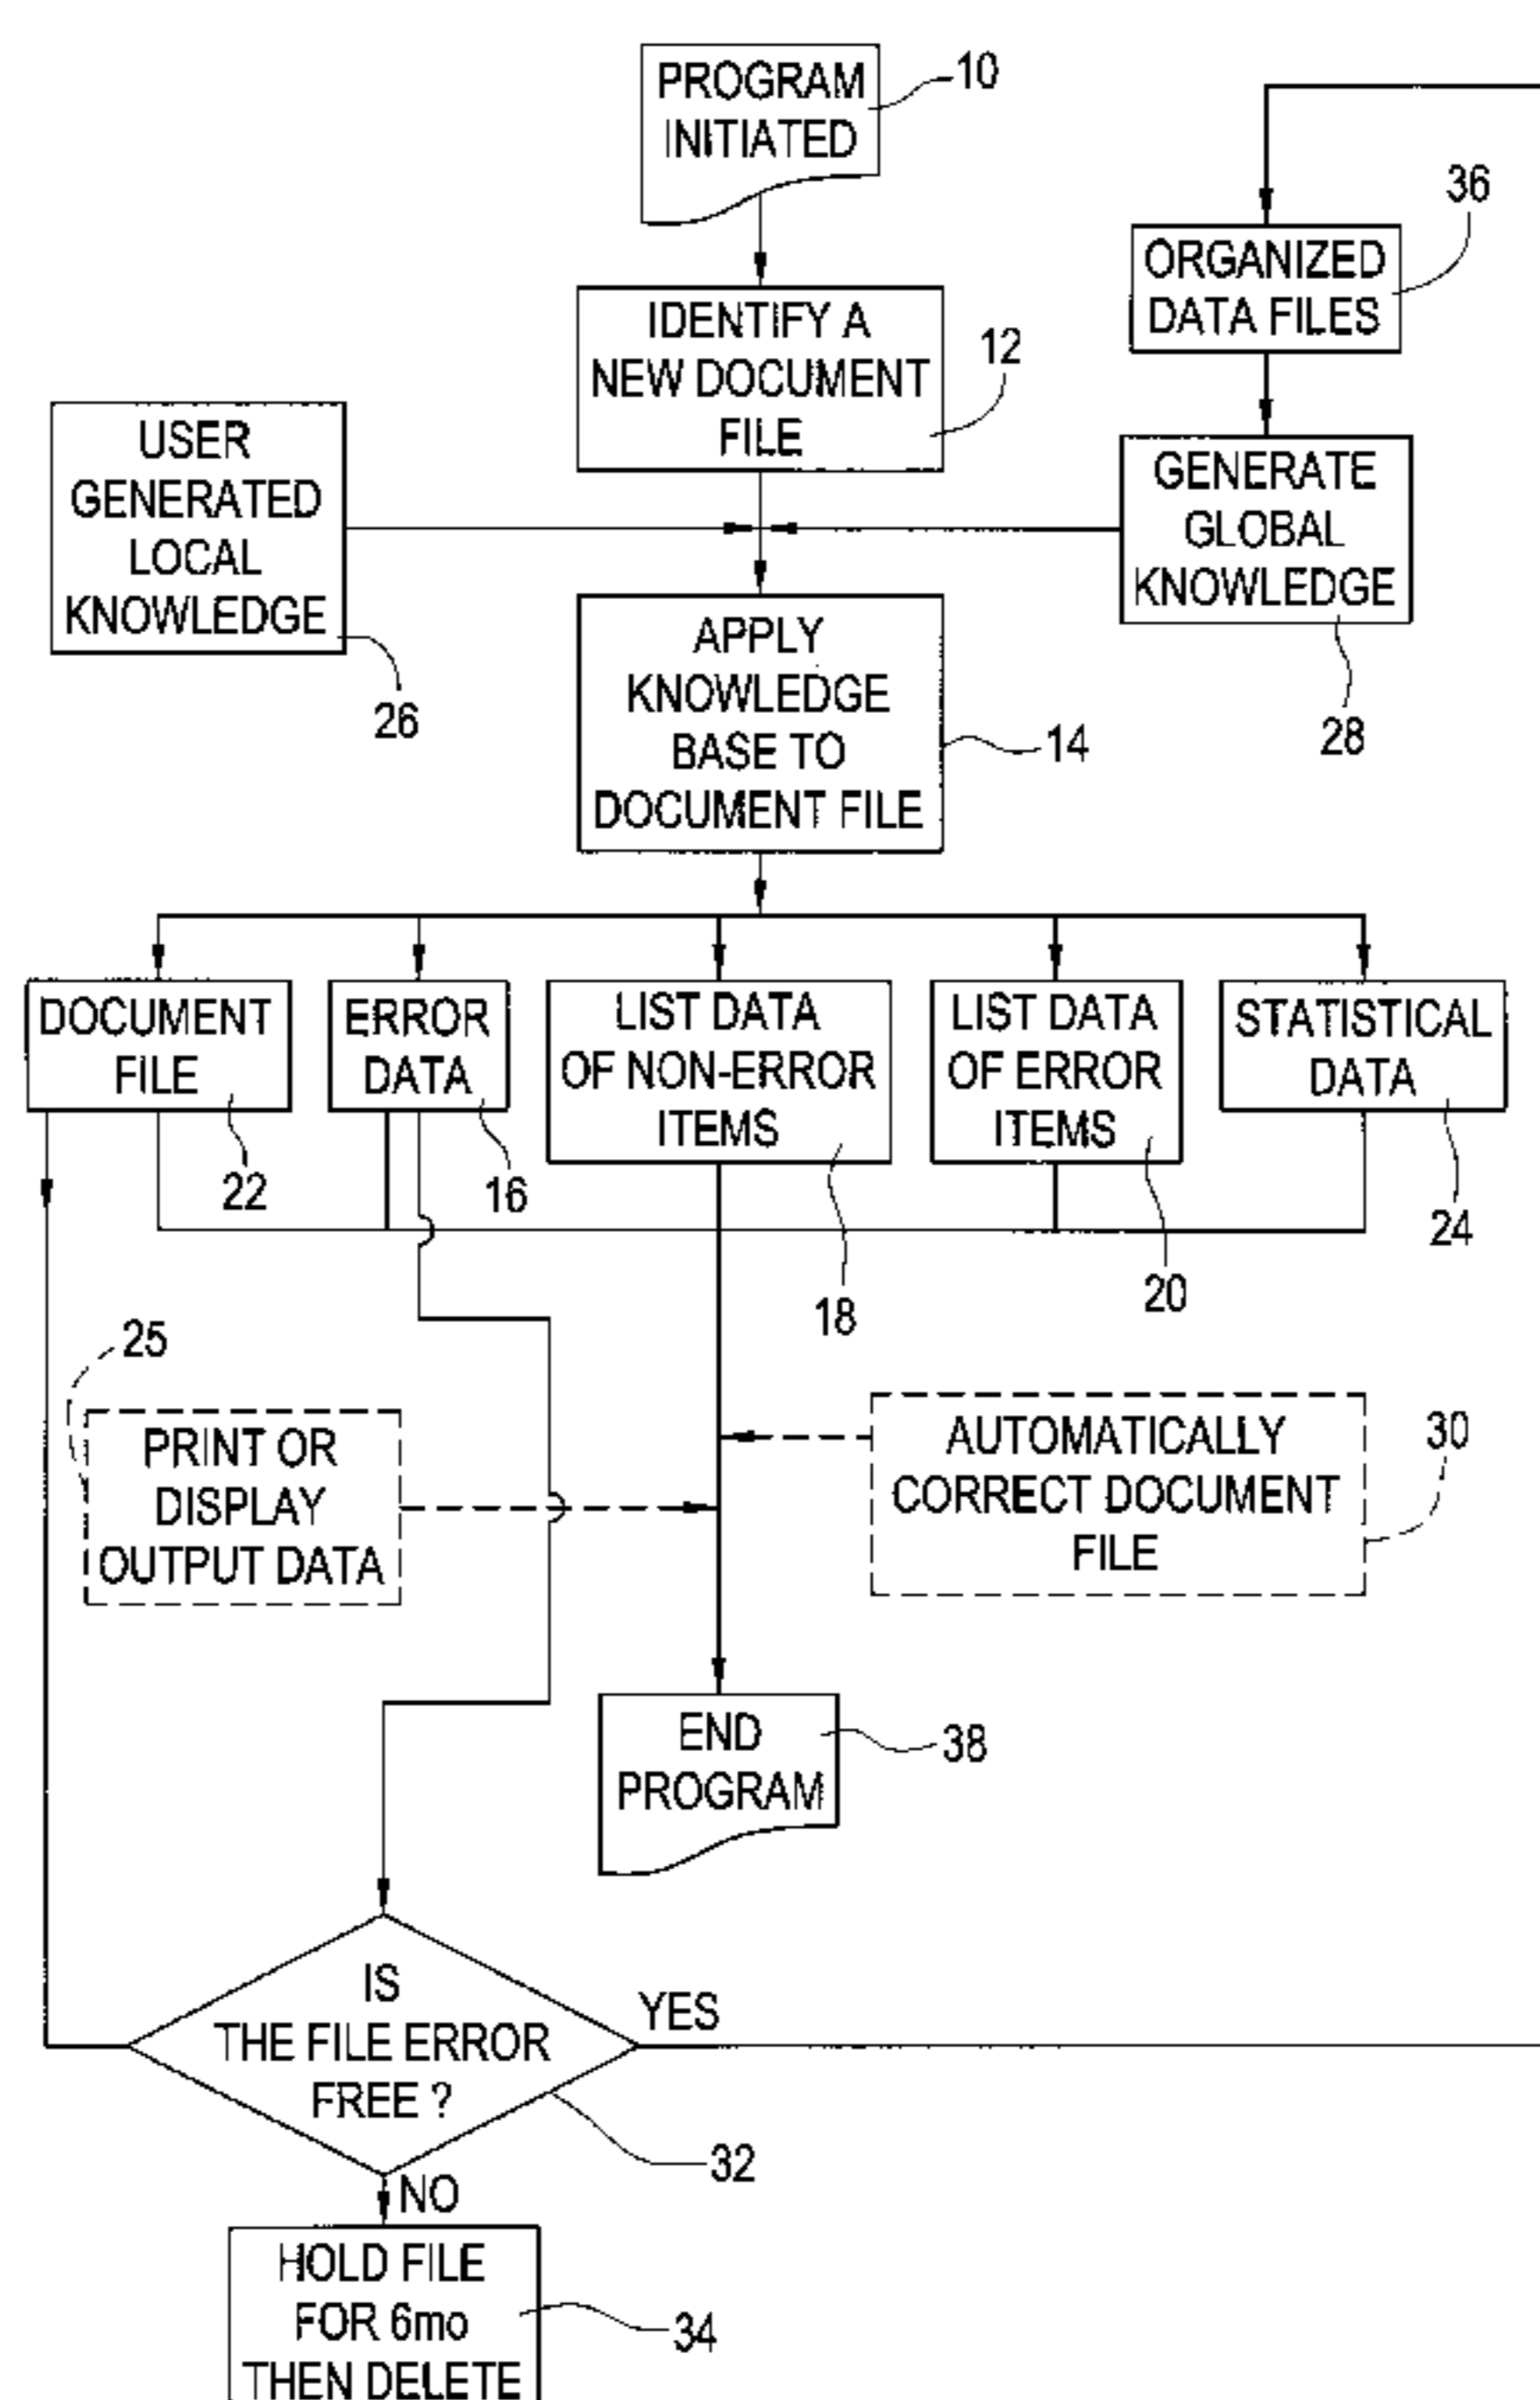 PROGRAM
INITIATED
10
ORGANIZED
DATA FILES
36
IDENTIFY A
NEW DOCUMENT
FILE
12
USER
GENERATED
LOCAL
KNOWLEDGE
26
GENERATE
GLOBAL
KNOWLEDGE
28
APPLY
KNOWLEDGE
BASE TO
DOCUMENT FILE
14
DOCUMENT
FILE
22
ERROR
DATA
16
LIST DATA
OF NON-ERROR
ITEMS
18
LIST DATA
OF ERROR
ITEMS
20
STATISTICAL
DATA
24
25
PRINT OR
DISPLAY
OUTPUT DATA
AUTOMATICALLY
CORRECT DOCUMENT
FILE
30
END
PROGRAM
38
IS
THE FILE ERROR
FREE ?
YES
32
NO
HOLD FILE
FOR 6mo
THEN DELETE
34